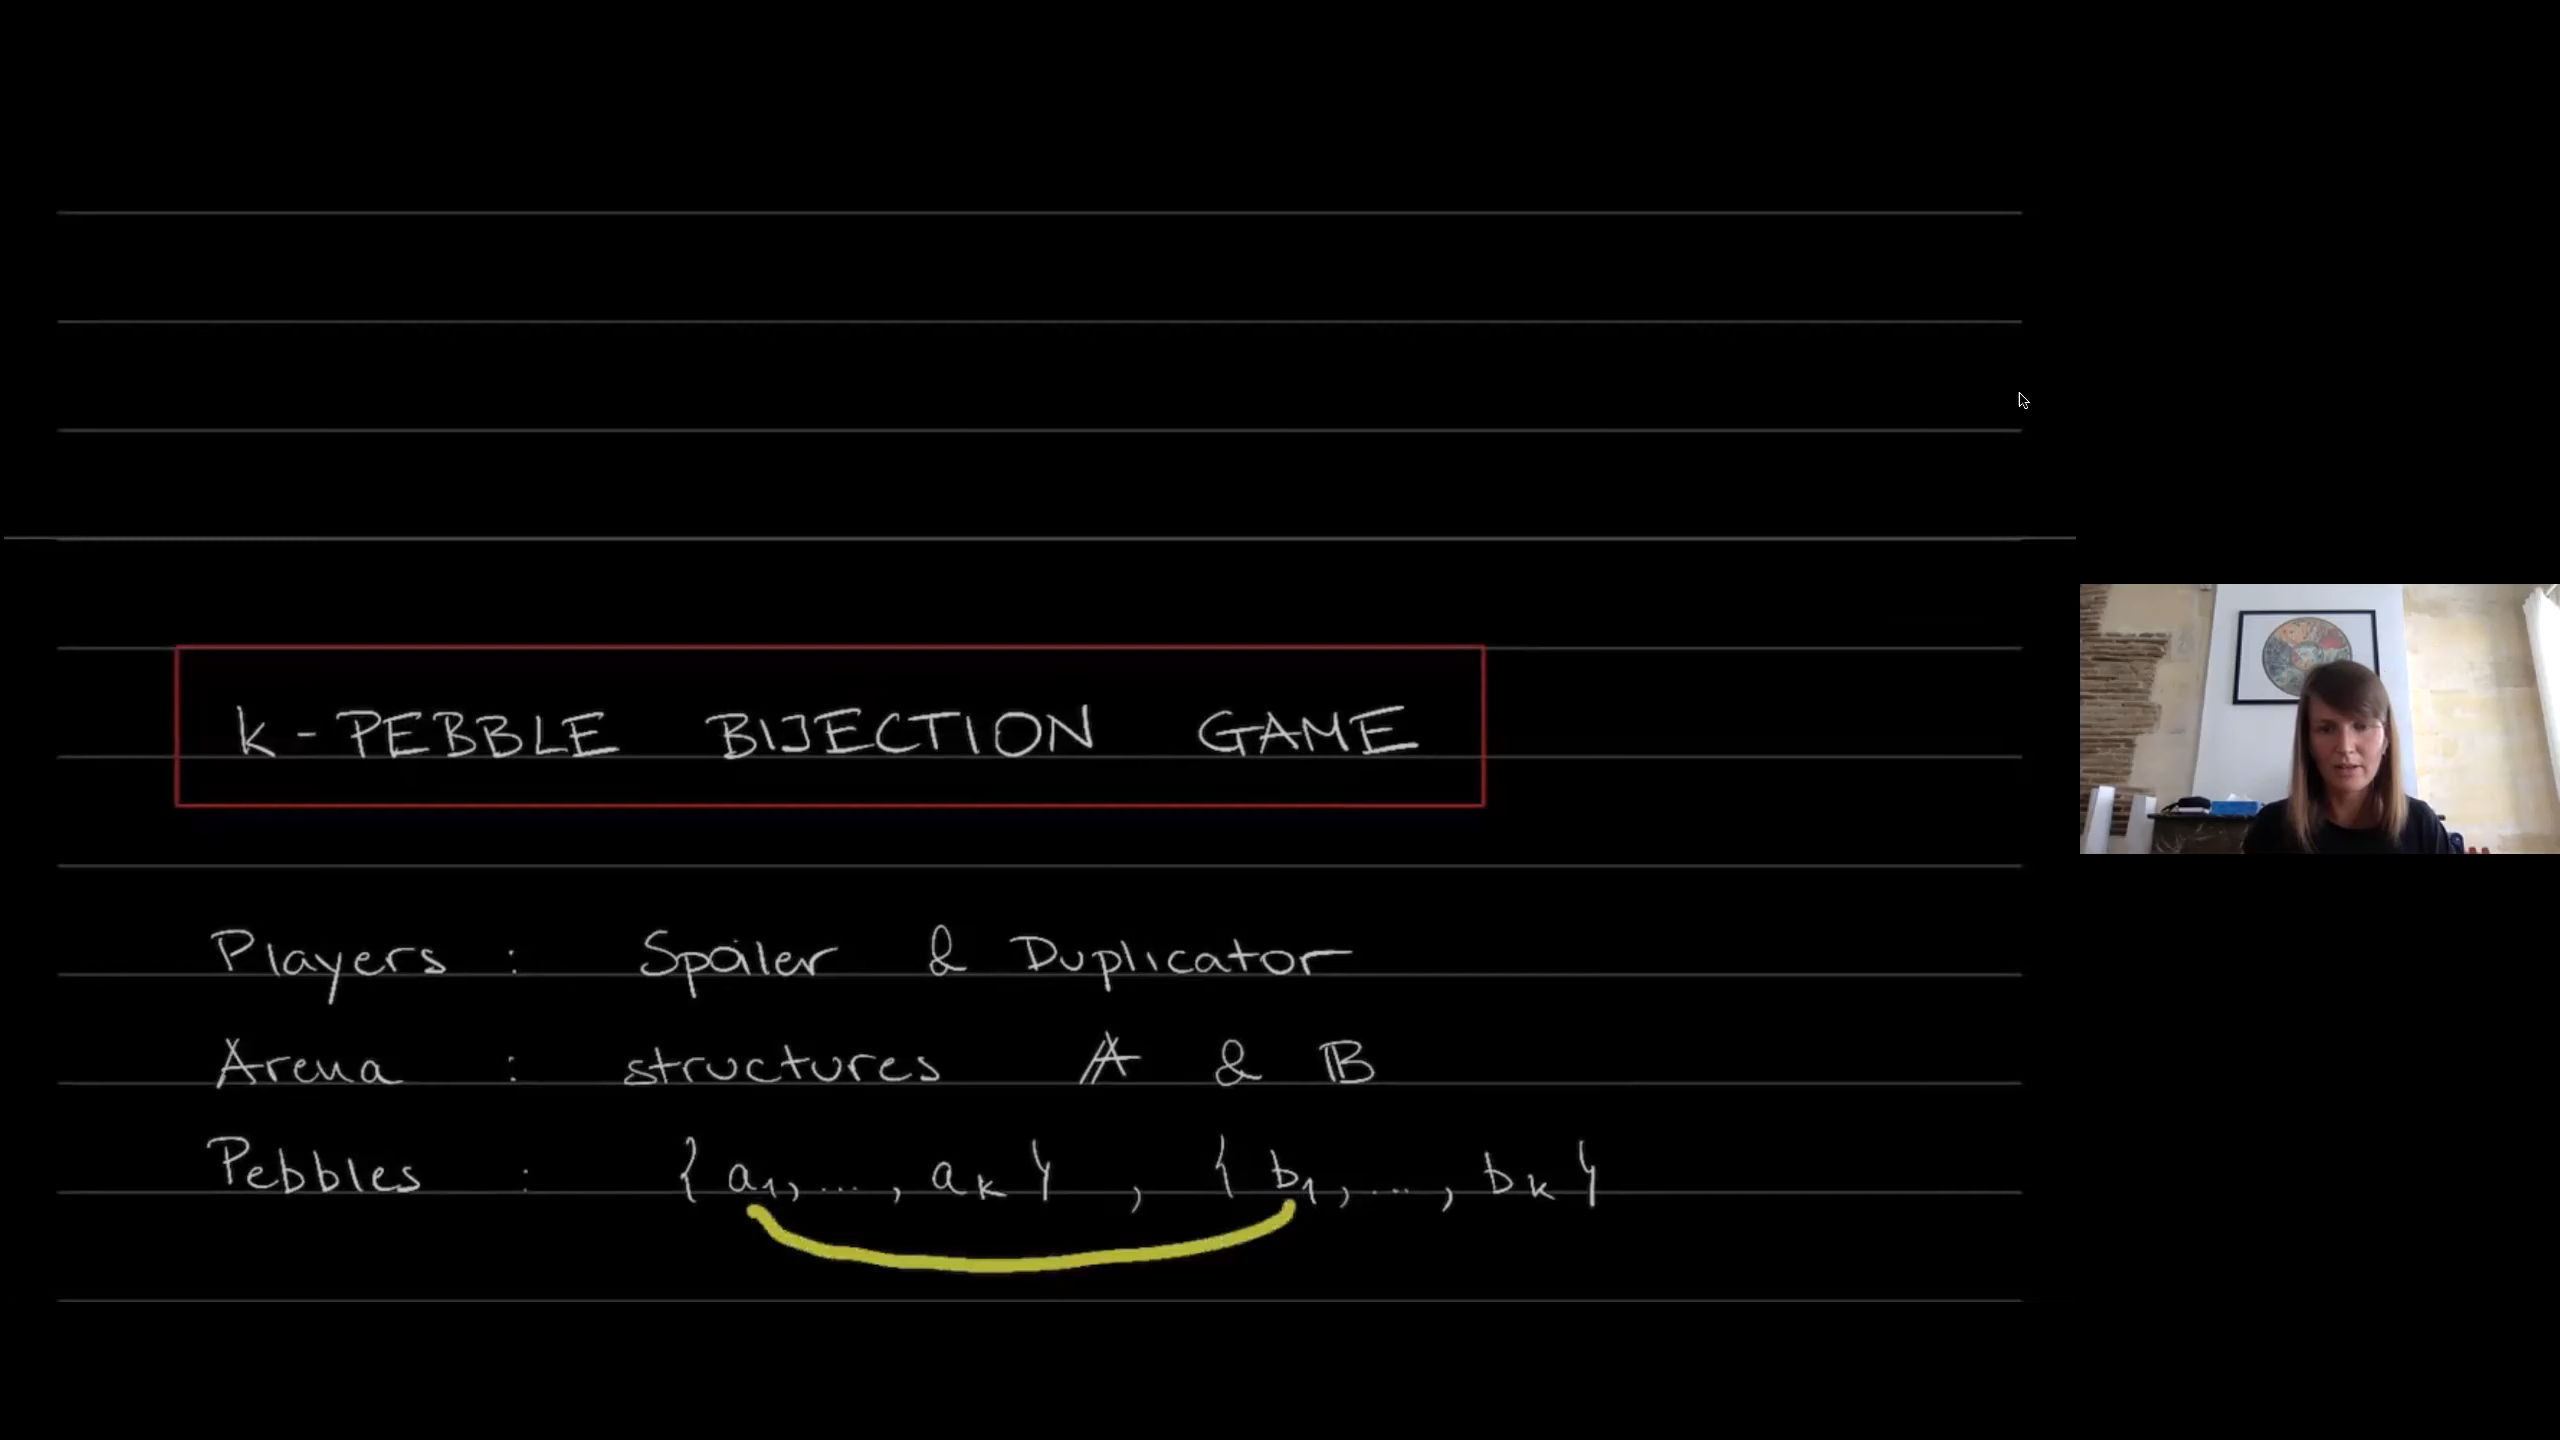 k-PEBBLE BIJECTION GAME
Players : Spoiler & Duplicator
Arena : structures 𝔸 & 𝔹
Pebbles : { a₁, ... , aₖ } , { b₁, ... , bₖ }